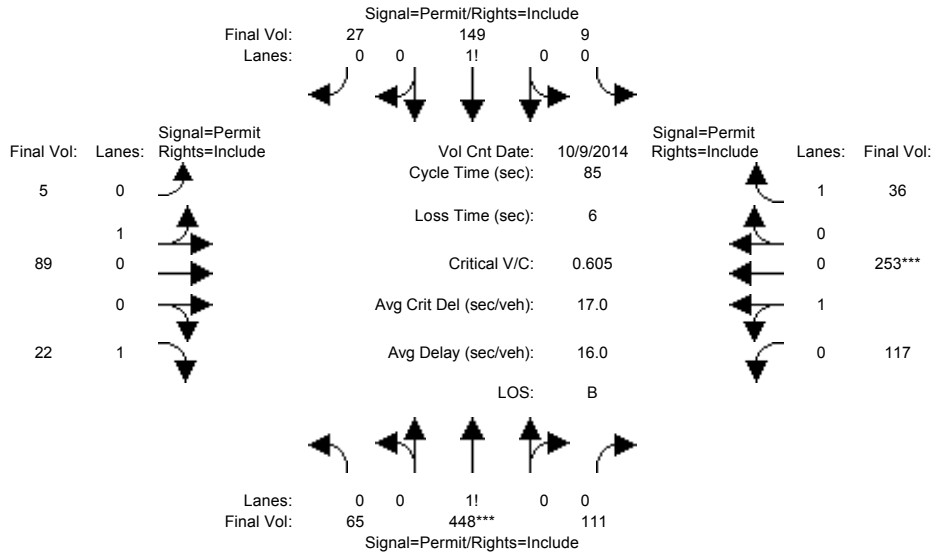 Signal=Permit/Rights=Include
Final Vol: 27 149 9
Lanes: 0 0 1! 0 0
Signal=Permit Signal=Permit
Final Vol: Lanes: Rights=Include Vol Cnt Date: 10/9/2014 Rights=Include Lanes: Final Vol:
Cycle Time (sec): 85
5 0 1 36
Loss Time (sec): 6
1 0
89 0 Critical V/C: 0.605 0 253***
0 Avg Crit Del (sec/veh): 17.0 1
22 1 Avg Delay (sec/veh): 16.0 0 117
LOS: B
Lanes: 0 0 1! 0 0
Final Vol: 65 448*** 111
Signal=Permit/Rights=Include